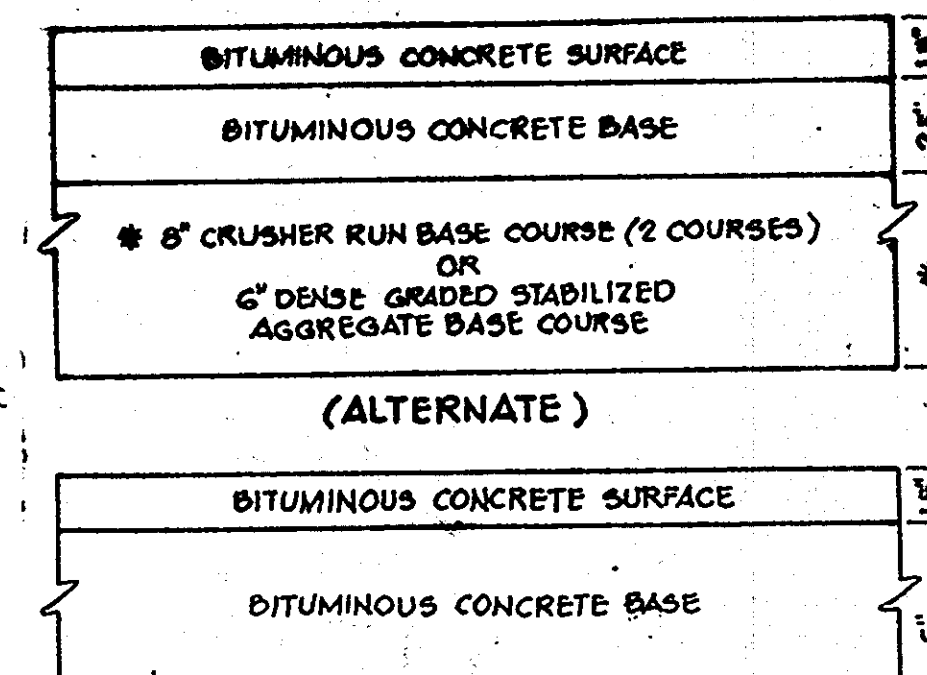 BITUMINOUS CONCRETE SURFACE
BITUMINOUS CONCRETE BASE
* 8" CRUSHER RUN BASE COURSE (2 COURSES)
OR
6" DENSE GRADED STABILIZED
AGGREGATE BASE COURSE
*
(ALTERNATE)
BITUMINOUS CONCRETE SURFACE
BITUMINOUS CONCRETE BASE